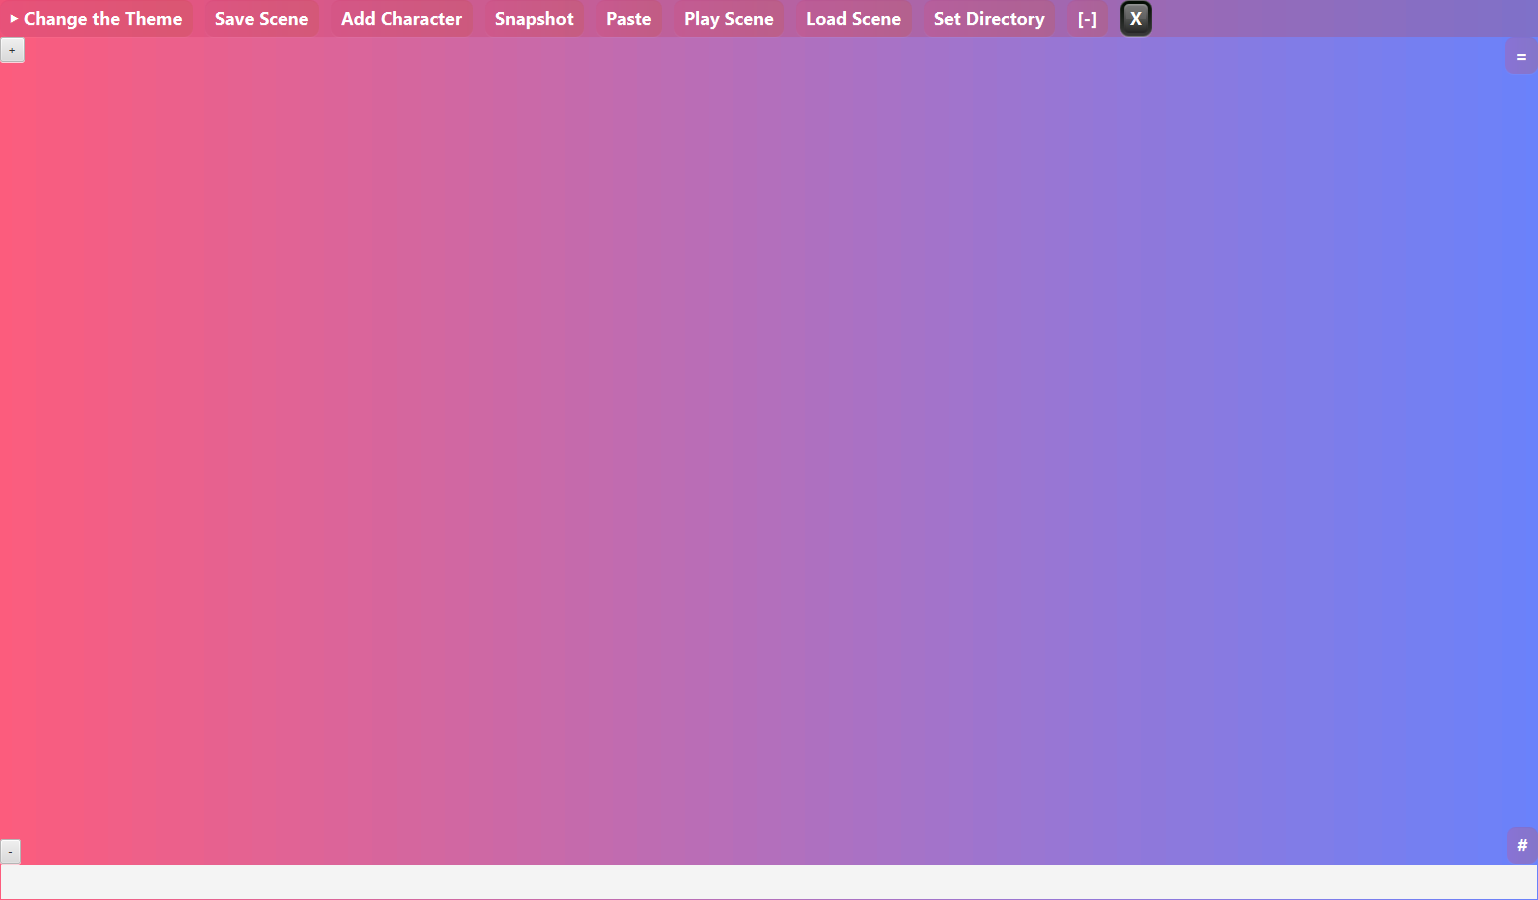 ▸ Change the Theme Save Scene Add Character Snapshot Paste Play Scene Load Scene Set Directory [-] X
+ =
- #